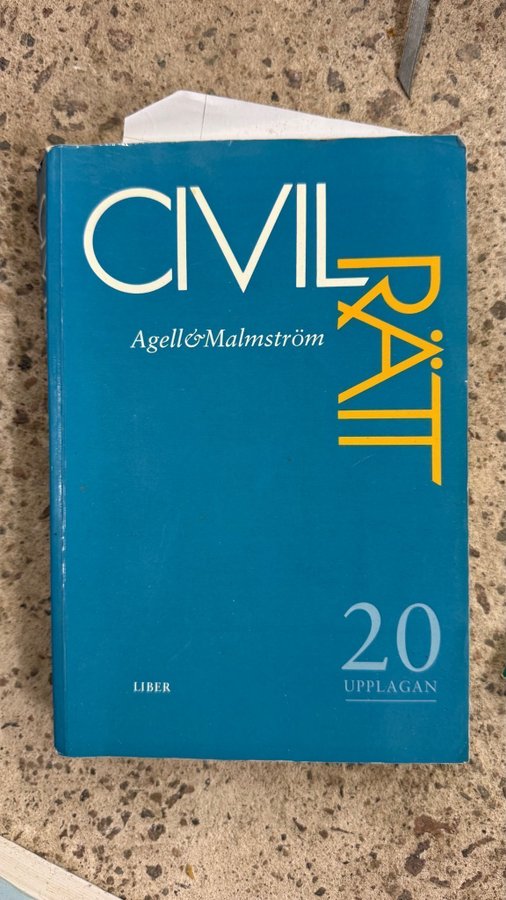 CIVIL
RÄTT
Agell&Malmström
20
UPPLAGAN
LIBER